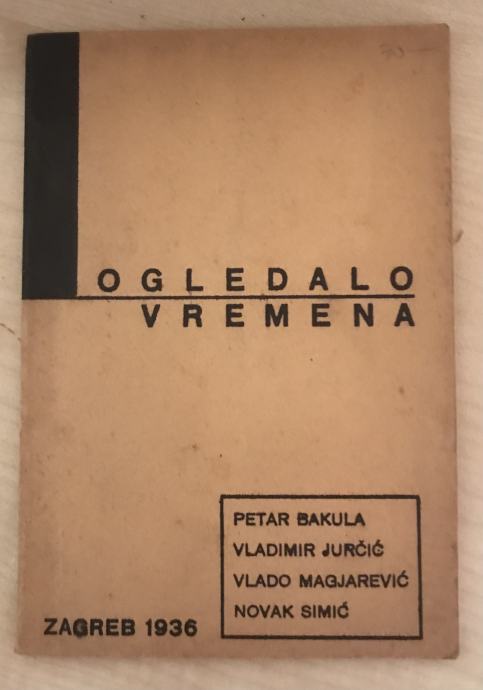 OGLEDALO
VREMENA
PETAR BAKULA
VLADIMIR JURČIĆ
VLADO MAGJAREVIĆ
NOVAK SIMIĆ
ZAGREB 1936